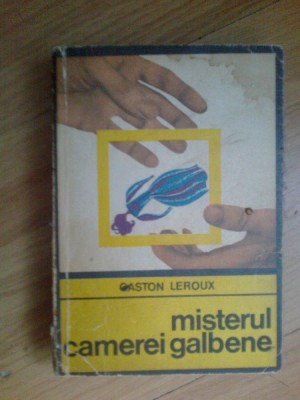 GASTON LEROUX
misterul
camerei galbene